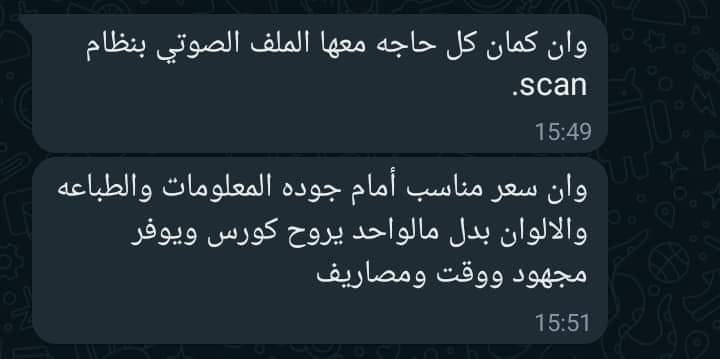 وان كمان كل حاجه معها الملف الصوتي بنظام
scan.
15:49
وان سعر مناسب أمام جوده المعلومات والطباعه
والالوان بدل مالواحد يروح كورس ويوفر
مجهود ووقت ومصاريف
15:51